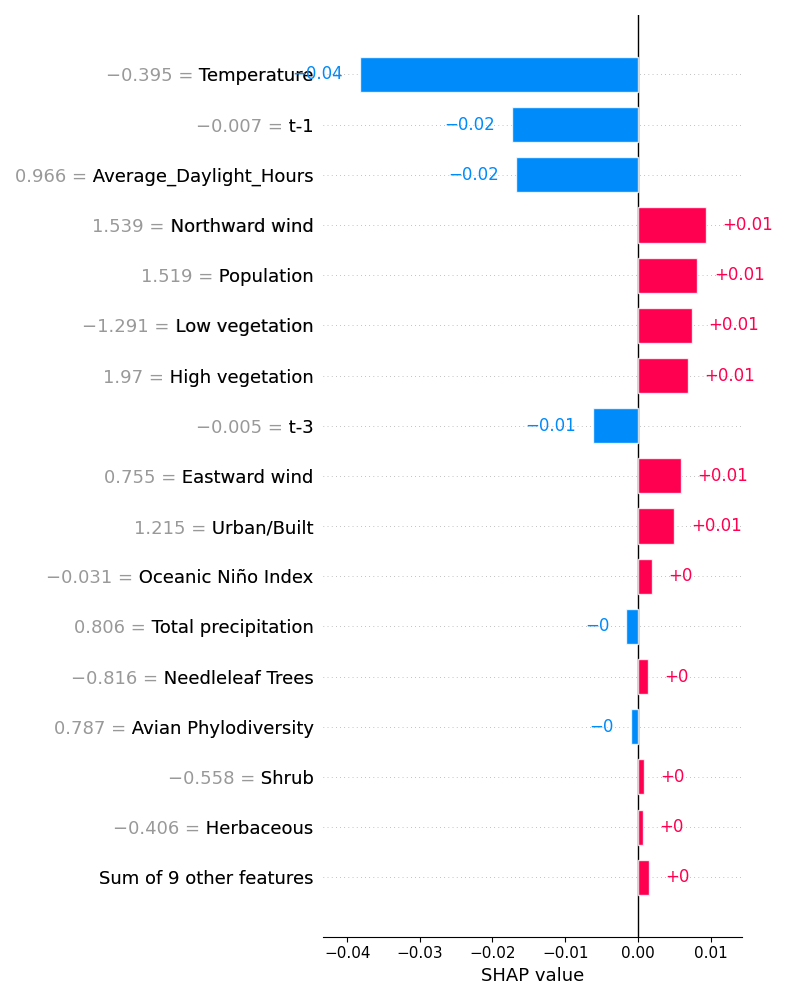 −0.395 = Temperature −0.04
−0.007 = t-1 −0.02
0.966 = Average_Daylight_Hours −0.02
1.539 = Northward wind +0.01
1.519 = Population +0.01
−1.291 = Low vegetation +0.01
1.97 = High vegetation +0.01
−0.005 = t-3 −0.01
0.755 = Eastward wind +0.01
1.215 = Urban/Built +0.01
−0.031 = Oceanic Niño Index +0
0.806 = Total precipitation −0
−0.816 = Needleleaf Trees +0
0.787 = Avian Phylodiversity −0
−0.558 = Shrub +0
−0.406 = Herbaceous +0
Sum of 9 other features +0
−0.04 −0.03 −0.02 −0.01 0.00 0.01
SHAP value